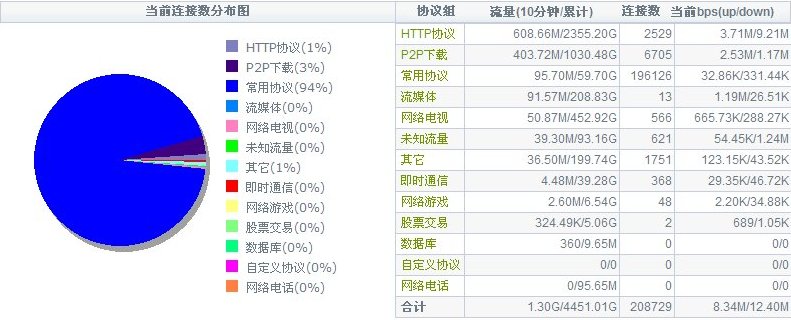 当前连接数分布图
HTTP协议(1%)
P2P下载(3%)
常用协议(94%)
流媒体(0%)
网络电视(0%)
未知流量(0%)
其它(1%)
即时通信(0%)
网络游戏(0%)
股票交易(0%)
数据库(0%)
自定义协议(0%)
网络电话(0%)
协议组 流量(10分钟/累计) 连接数 当前bps(up/down)
HTTP协议 608.66M/2355.20G 2529 3.71M/9.21M
P2P下载 403.72M/1030.48G 6705 2.53M/1.17M
常用协议 95.70M/59.70G 196126 32.86K/331.44K
流媒体 91.57M/208.83G 13 1.19M/26.51K
网络电视 50.87M/452.92G 566 665.73K/288.27K
未知流量 39.30M/93.16G 621 54.45K/1.24M
其它 36.50M/199.74G 1751 123.15K/43.52K
即时通信 4.48M/39.28G 368 29.35K/46.72K
网络游戏 2.60M/6.54G 48 2.20K/34.88K
股票交易 324.49K/5.06G 2 689/1.05K
数据库 360/9.65M 0 0/0
自定义协议 0/0 0 0/0
网络电话 0/95.65M 0 0/0
合计 1.30G/4451.01G 208729 8.34M/12.40M